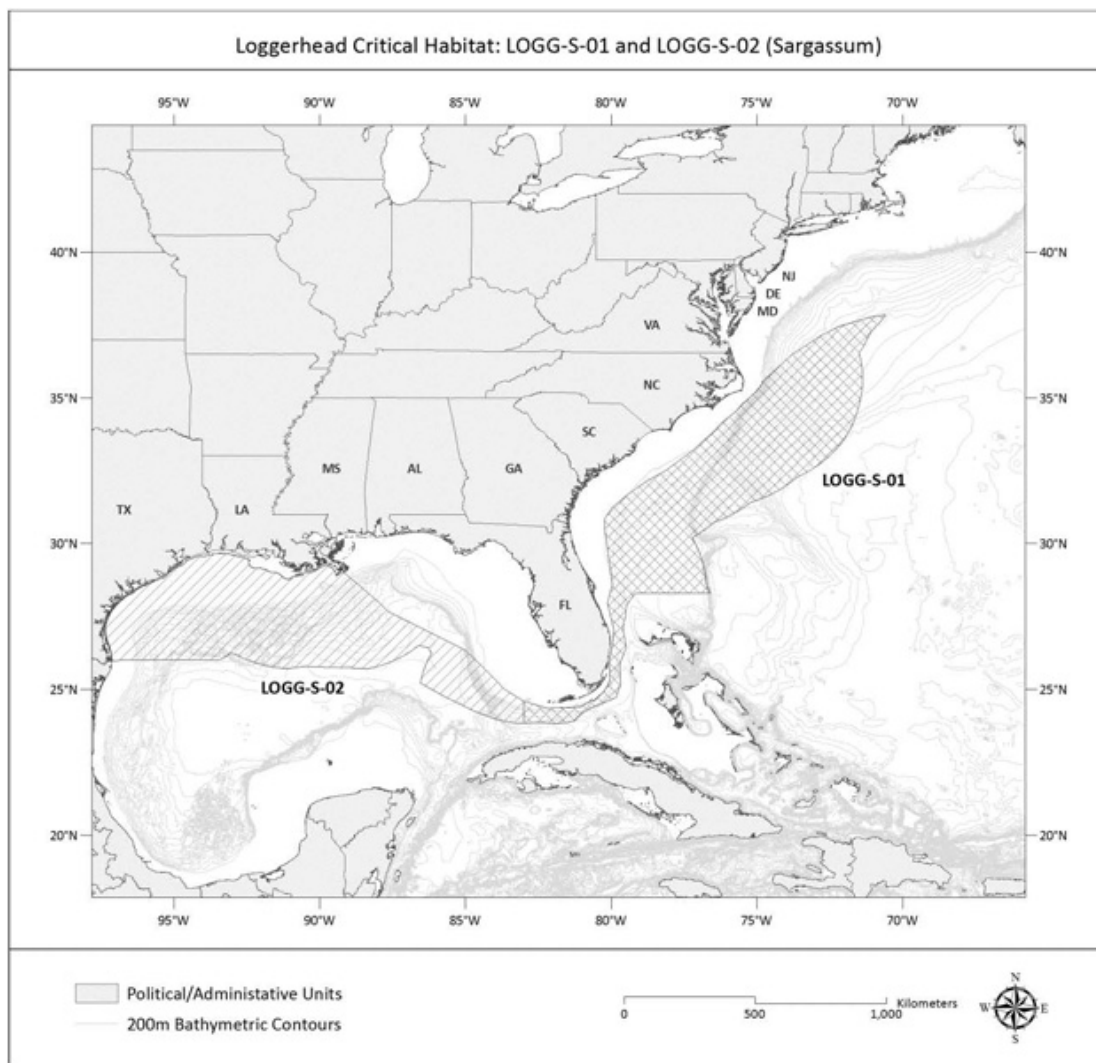 Loggerhead Critical Habitat: LOGG-S-01 and LOGG-S-02 (Sargassum)
95°W 90°W 85°W 80°W 75°W 70°W
40°N 40°N
NJ
DE
MD
VA
NC
35°N 35°N
SC
MS AL GA
LOGG-S-01
TX LA
30°N 30°N
FL
LOGG-S-02
25°N 25°N
20°N 20°N
95°W 90°W 85°W 80°W 75°W 70°W
Political/Administative Units
200m Bathymetric Contours
Kilometers
0 500 1,000
N
W E
S